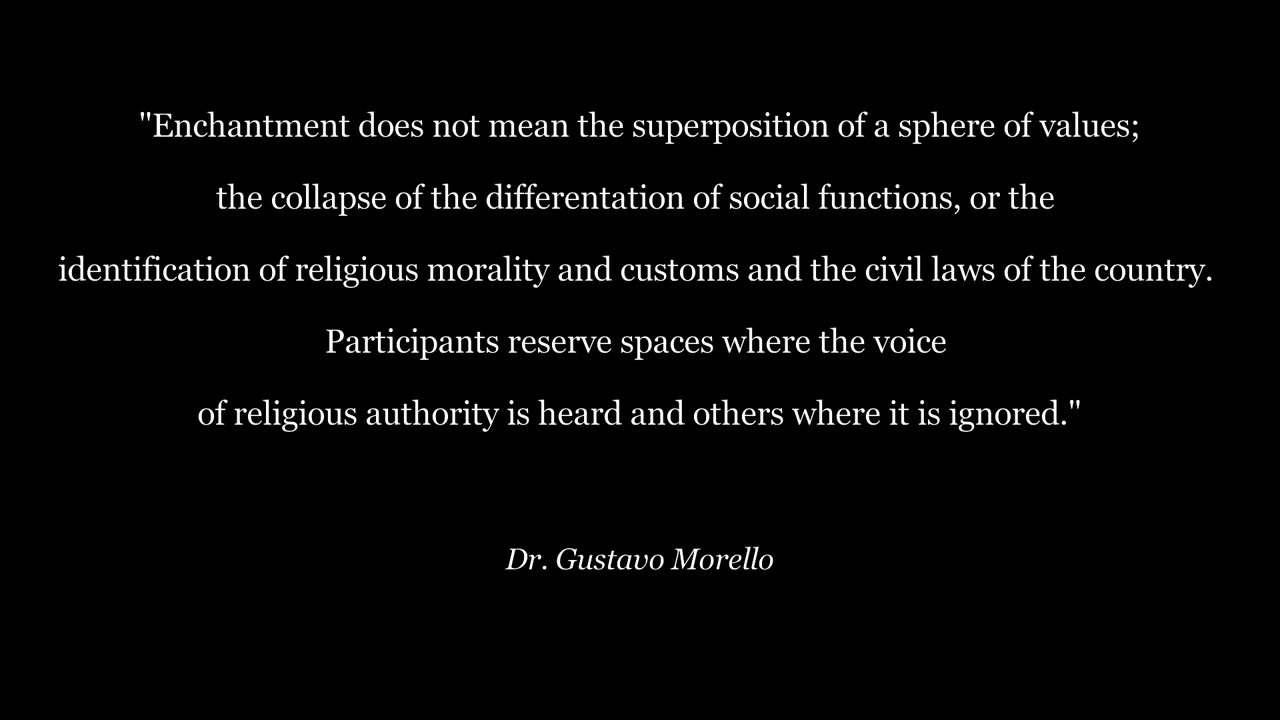 "Enchantment does not mean the superposition of a sphere of values;
the collapse of the differentation of social functions, or the
identification of religious morality and customs and the civil laws of the country.
Participants reserve spaces where the voice
of religious authority is heard and others where it is ignored."
Dr. Gustavo Morello